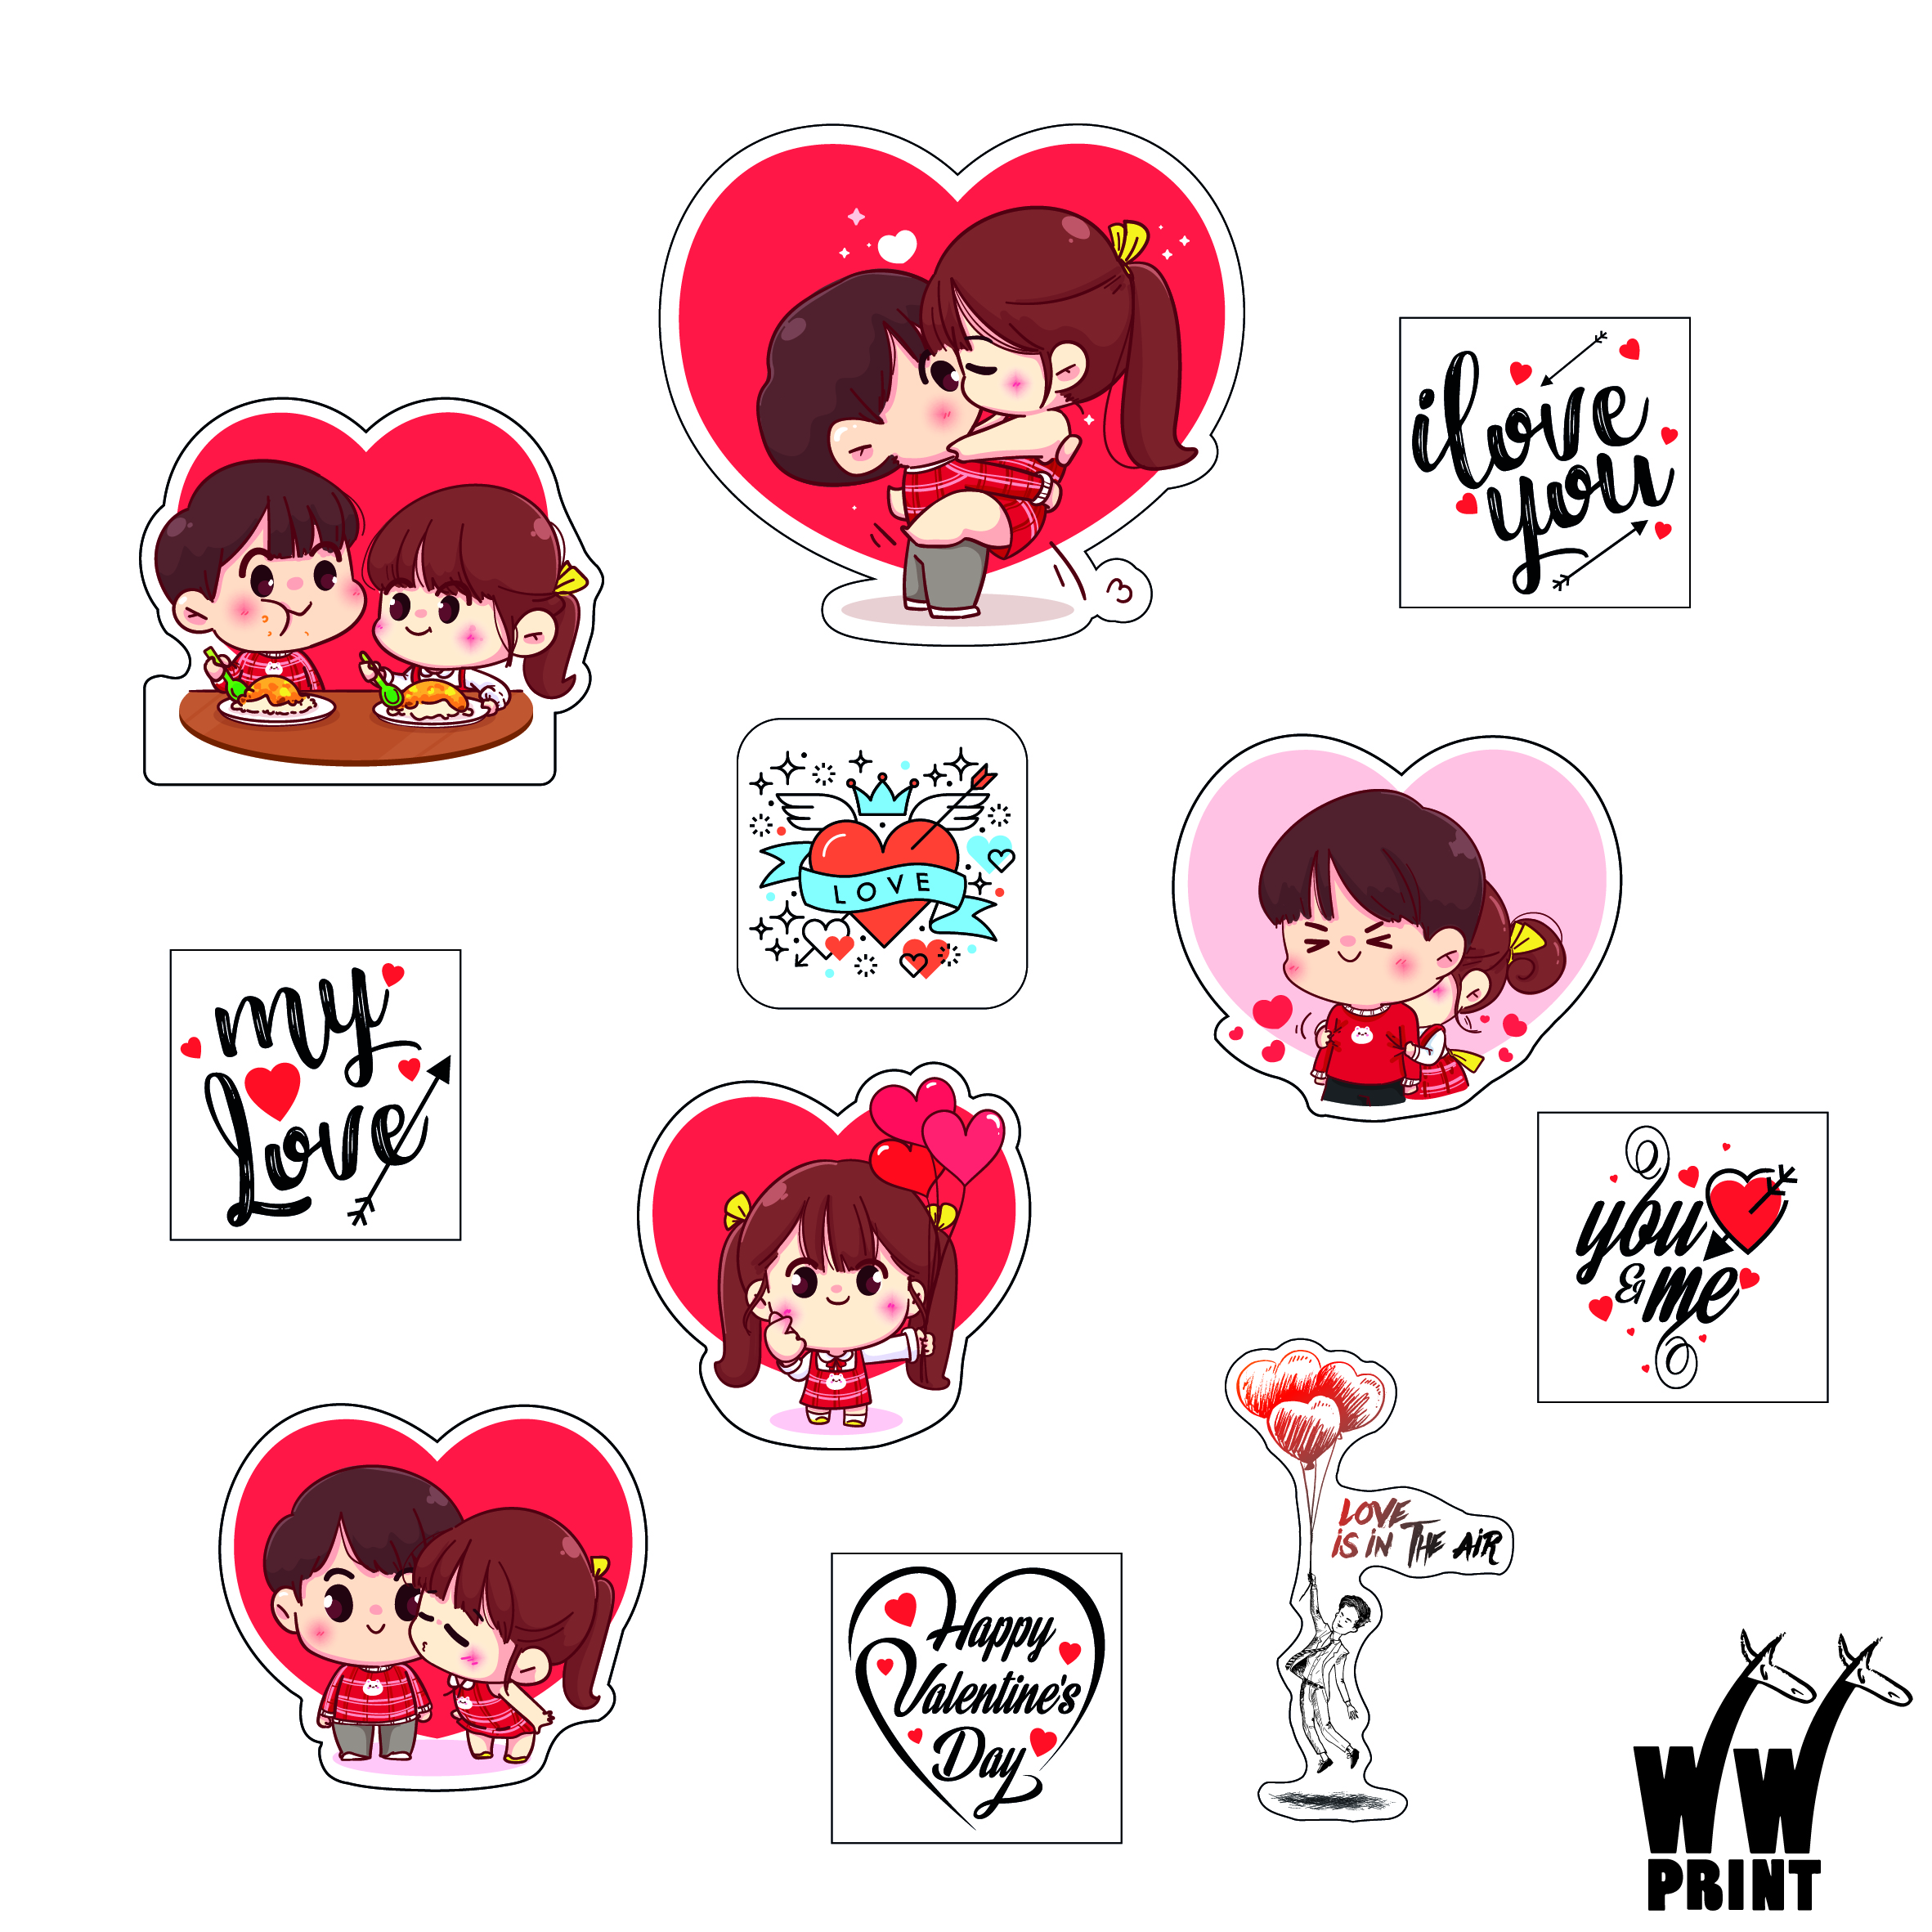 i love
you
LOVE
my
Love
you
& me
LOVE
IS IN THE AIR
Happy
Valentine's
Day
WW
PRINT